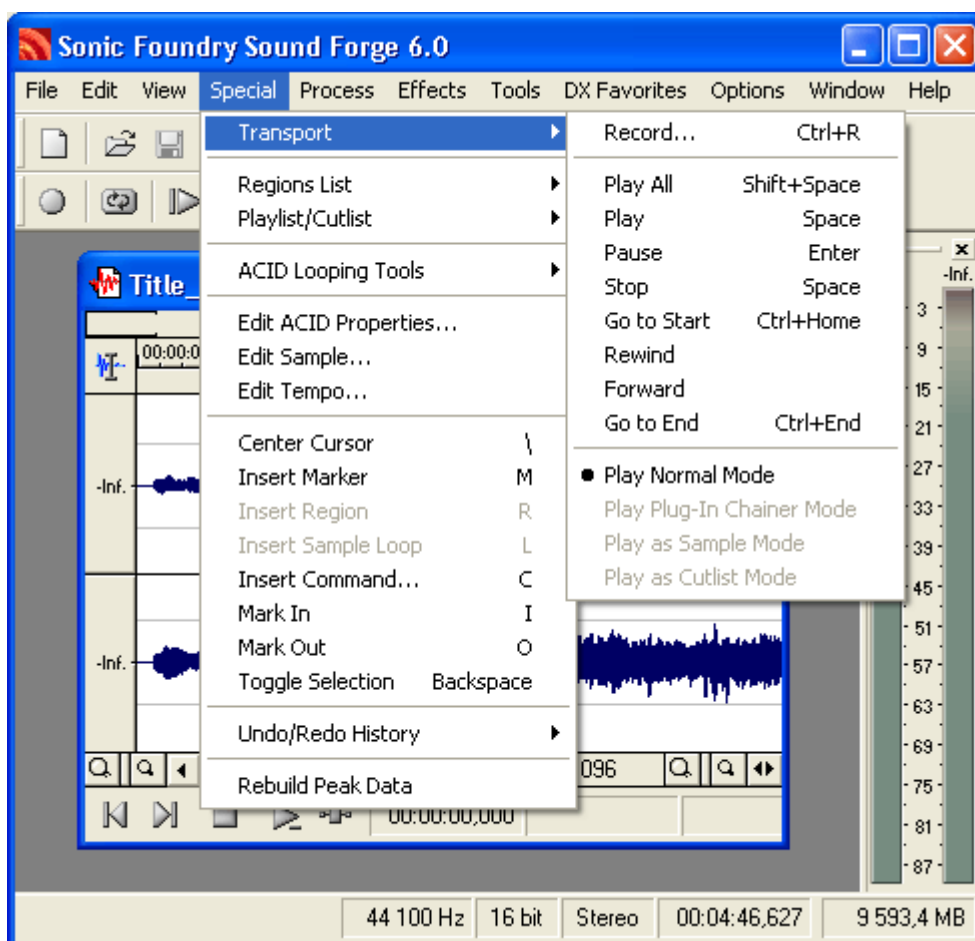 Sonic Foundry Sound Forge 6.0
File Edit View Special Process Effects Tools DX Favorites Options Window Help
Transport
Regions List
Playlist/Cutlist
ACID Looping Tools
Edit ACID Properties...
Edit Sample...
Edit Tempo...
Center Cursor \
Insert Marker M
Insert Region R
Insert Sample Loop L
Insert Command... C
Mark In I
Mark Out O
Toggle Selection Backspace
Undo/Redo History
Rebuild Peak Data
Record... Ctrl+R
Play All Shift+Space
Play Space
Pause Enter
Stop Space
Go to Start Ctrl+Home
Rewind
Forward
Go to End Ctrl+End
Play Normal Mode
Play Plug-In Chainer Mode
Play as Sample Mode
Play as Cutlist Mode
Title_
00:00:0
-Inf.
-Inf.
096
00:00:00,000
-Inf.
3
9
15
21
27
33
39
45
51
57
63
69
75
81
87
44 100 Hz 16 bit Stereo 00:04:46,627 9 593,4 MB